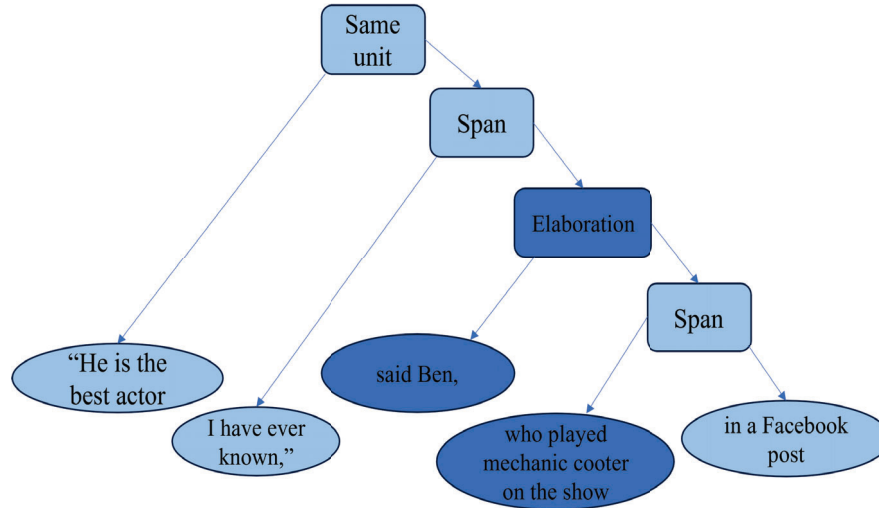 Same
unit
Span
Elaboration
Span
“He is the
best actor
said Ben,
I have ever
known,”
who played
mechanic cooter
on the show
in a Facebook
post